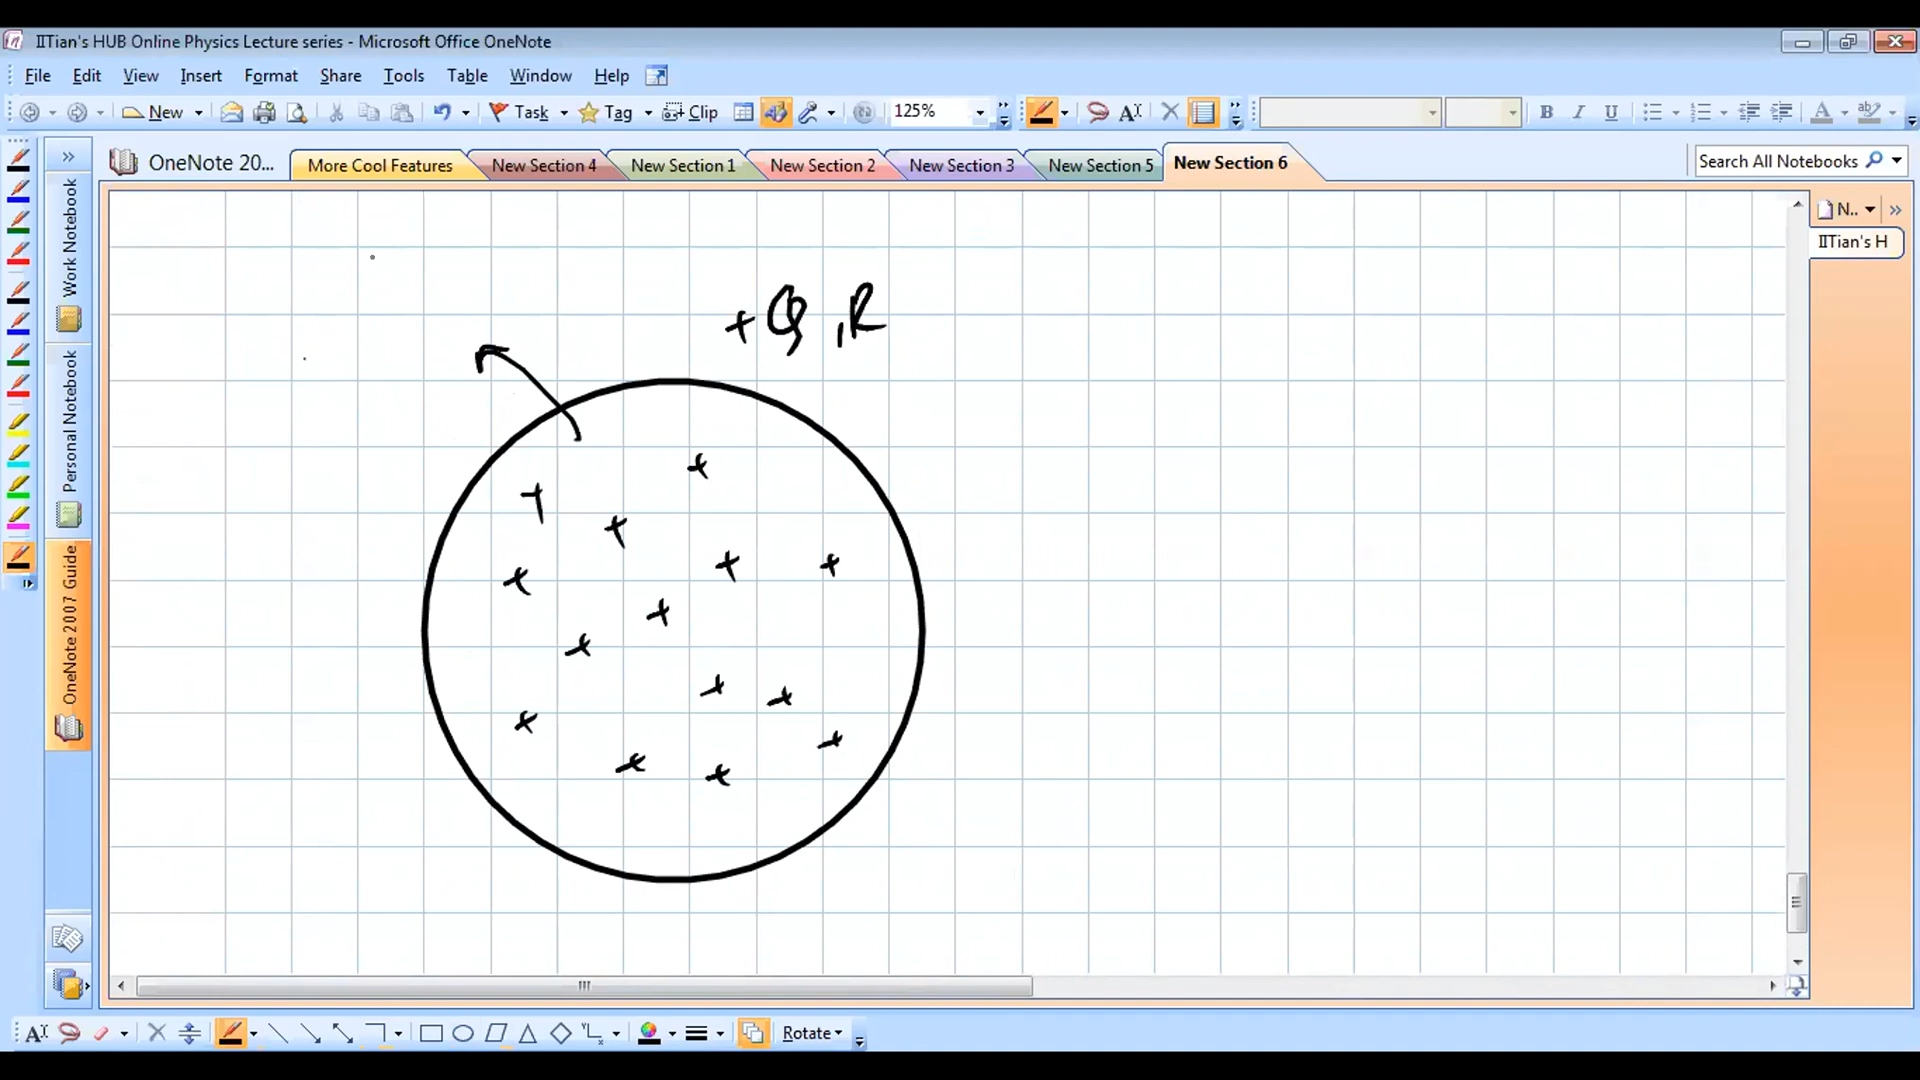 IITian's HUB Online Physics Lecture series - Microsoft Office OneNote
File Edit View Insert Format Share Tools Table Window Help
New Task Tag Clip 125% B I U A ab
OneNote 20... More Cool Features New Section 4 New Section 1 New Section 2 New Section 3 New Section 5 New Section 6 Search All Notebooks
N..
IITian's H
Work Notebook
Personal Notebook
OneNote 2007 Guide
+Q ,R
+
+
+
+
+
+
+
+
+
+
+
+
+
+
A Rotate